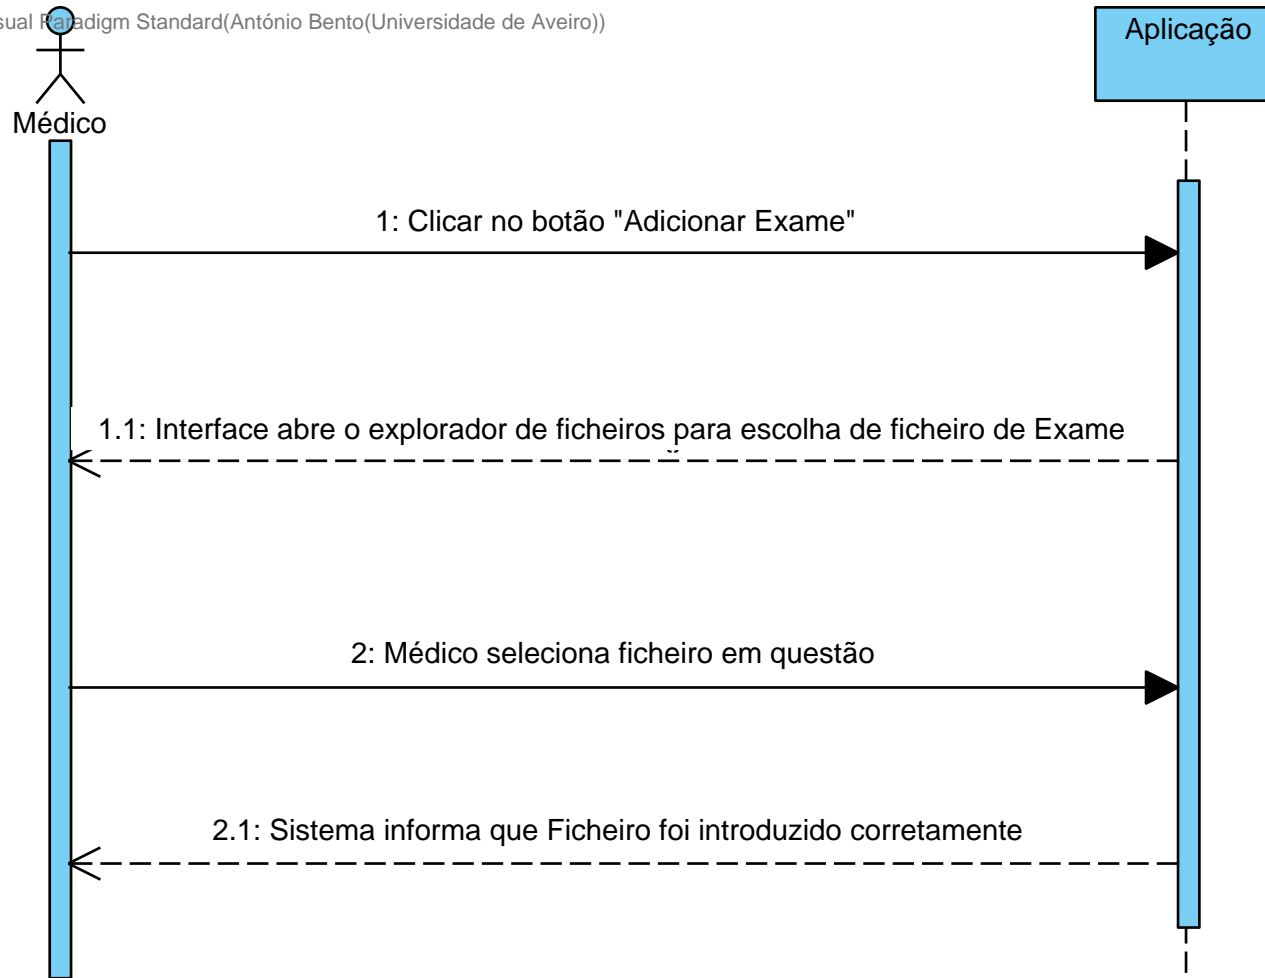 sual Paradigm Standard(António Bento(Universidade de Aveiro))
Aplicação
Médico
1: Clicar no botão "Adicionar Exame"
1.1: Interface abre o explorador de ficheiros para escolha de ficheiro de Exame
2: Médico seleciona ficheiro em questão
2.1: Sistema informa que Ficheiro foi introduzido corretamente